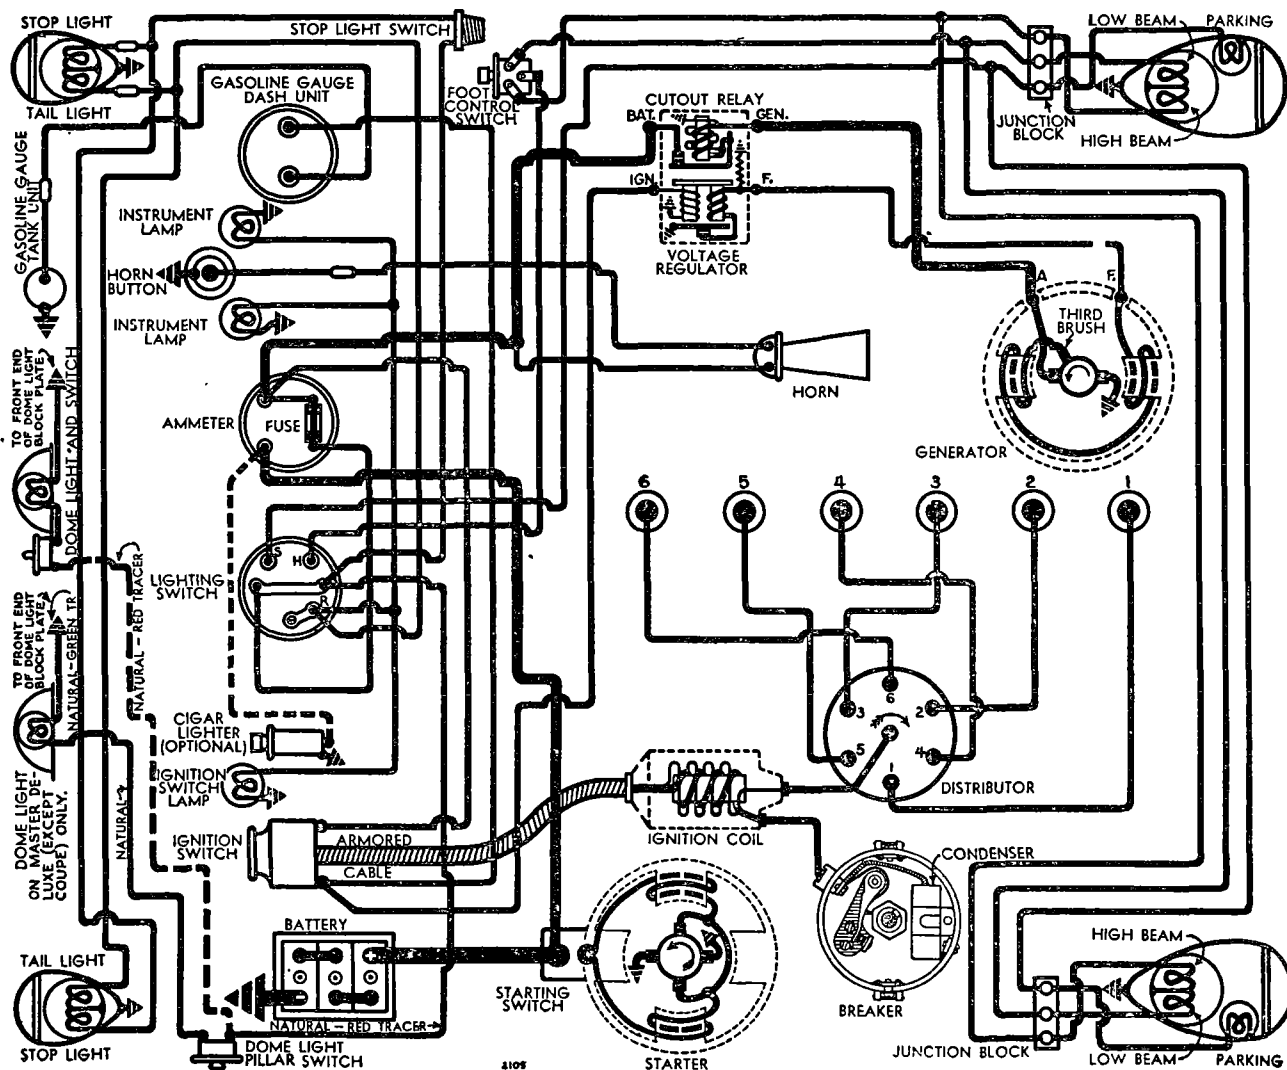 STOP LIGHT
TAIL LIGHT
STOP LIGHT SWITCH
GASOLINE GAUGE
DASH UNIT
FOOT
CONTROL
SWITCH
CUTOUT RELAY
BAT.
GEN.
IGN.
F.
VOLTAGE
REGULATOR
LOW BEAM
PARKING
JUNCTION
BLOCK
HIGH BEAM
GASOLINE GAUGE
TANK UNIT
INSTRUMENT
LAMP
HORN
BUTTON
INSTRUMENT
LAMP
A
F.
THIRD
BRUSH
GENERATOR
HORN
AMMETER
FUSE
TO FRONT END
OF DOME LIGHT
BLOCK PLATE
DOME LIGHT AND SWITCH
6
5
4
3
2
1
S
H
R
LIGHTING
SWITCH
NATURAL-RED TRACER
TO FRONT END
OF DOME LIGHT
BLOCK PLATE
NATURAL-GREEN TR.
CIGAR
LIGHTER
(OPTIONAL)
IGNITION
SWITCH
LAMP
DOME LIGHT
ON MASTER DE-
LUXE (EXCEPT
COUPE) ONLY.
NATURAL
IGNITION
SWITCH
ARMORED
CABLE
IGNITION COIL
6
3
2
5
4
1
DISTRIBUTOR
CONDENSER
BREAKER
BATTERY
NATURAL-RED TRACER
STARTING
SWITCH
STARTER
TAIL LIGHT
STOP LIGHT
DOME LIGHT
PILLAR SWITCH
HIGH BEAM
JUNCTION BLOCK
LOW BEAM
PARKING
2105